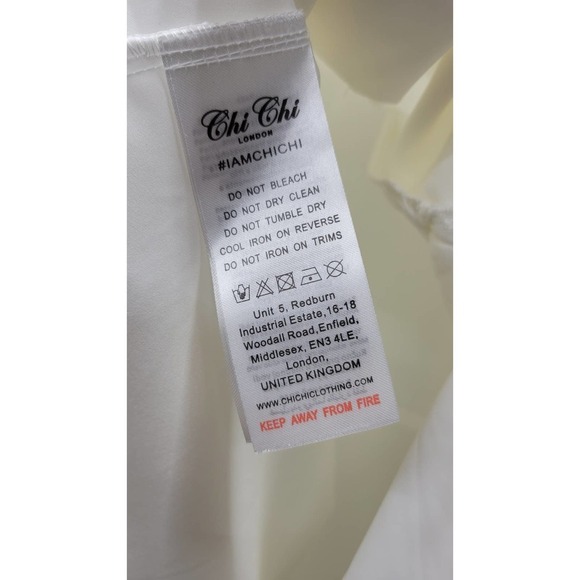 Chi Chi
LONDON
#IAMCHICHI
DO NOT BLEACH
DO NOT DRY CLEAN
DO NOT TUMBLE DRY
COOL IRON ON REVERSE
DO NOT IRON ON TRIMS
Unit 5, Redburn
Industrial Estate,16-18
Woodall Road,Enfield,
Middlesex, EN3 4LE,
London,
UNITED KINGDOM
WWW.CHICHICLOTHING.COM
KEEP AWAY FROM FIRE